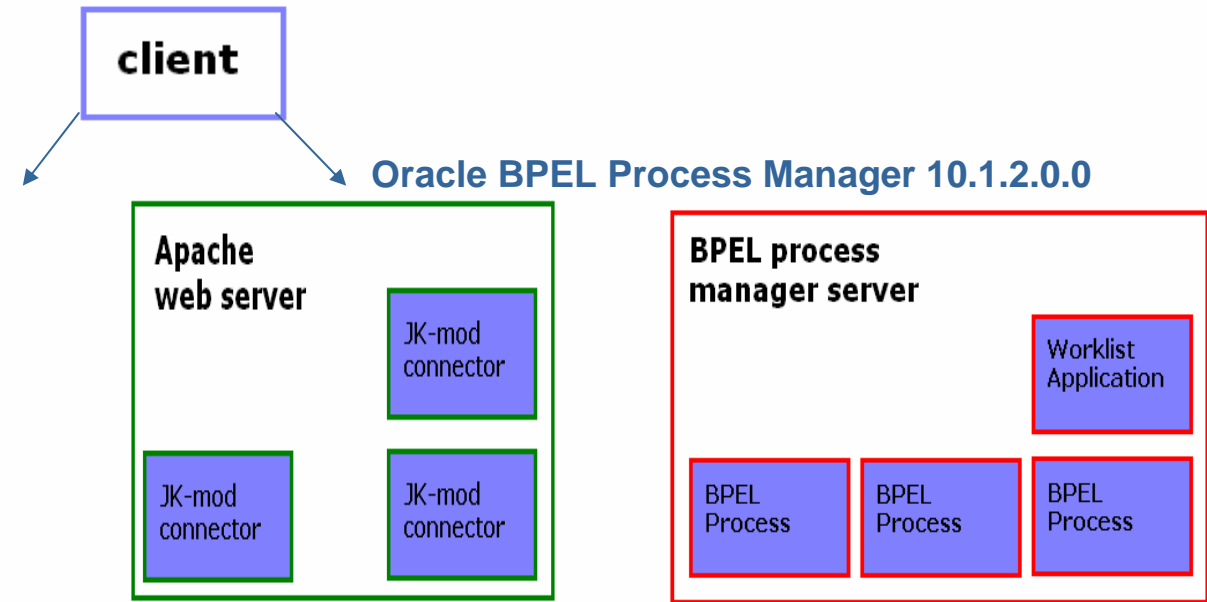 client
Oracle BPEL Process Manager 10.1.2.0.0
Apache
web server
JK-mod
connector
JK-mod
connector
JK-mod
connector
BPEL process
manager server
Worklist
Application
BPEL
Process
BPEL
Process
BPEL
Process